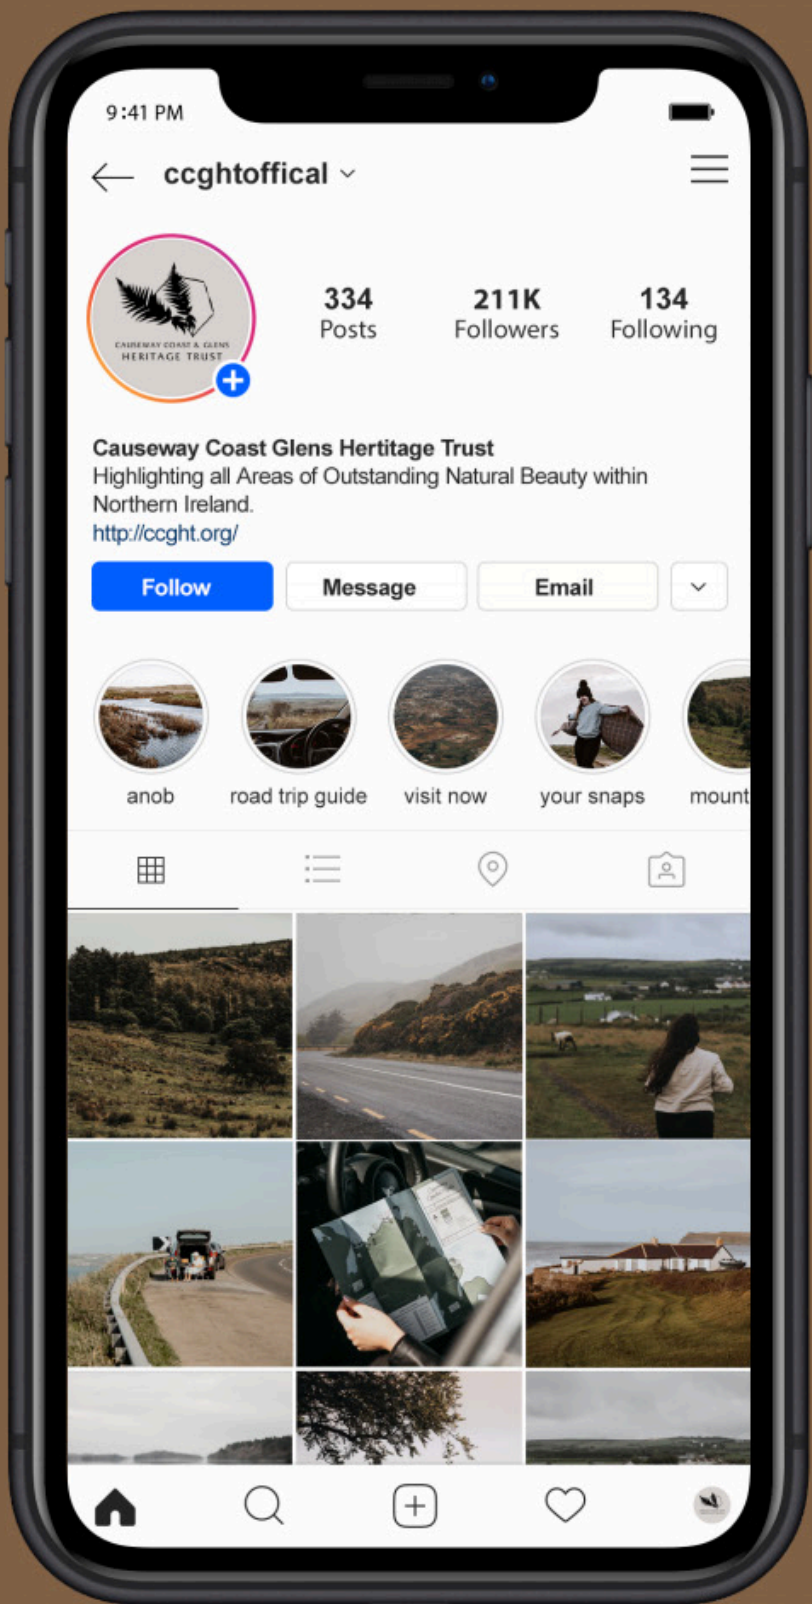 9:41 PM
ccghtoffical
334
Posts
211K
Followers
134
Following
CAUSEWAY COAST & GLENS
HERITAGE TRUST
Causeway Coast Glens Hertitage Trust
Highlighting all Areas of Outstanding Natural Beauty within
Northern Ireland.
http://ccght.org/
Follow
Message
Email
anob
road trip guide
visit now
your snaps
mount